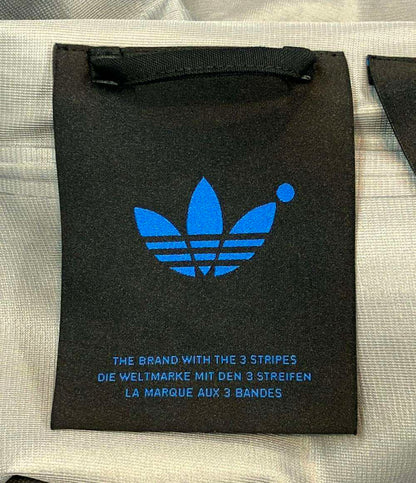 THE BRAND WITH THE 3 STRIPES
DIE WELTMARKE MIT DEN 3 STREIFEN
LA MARQUE AUX 3 BANDES